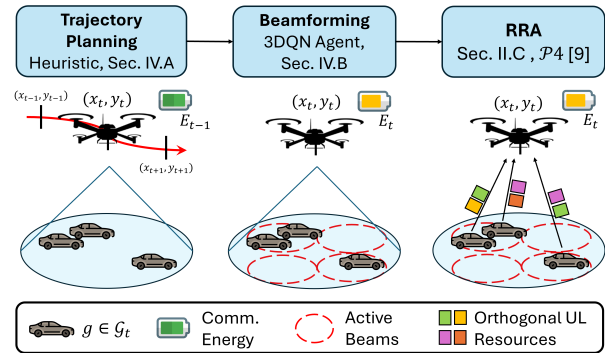 Trajectory
Planning
Heuristic, Sec. IV.A
Beamforming
3DQN Agent,
Sec. IV.B
RRA
Sec. II.C , 𝒫4 [9]
(x_{t−1}, y_{t−1})
(x_t, y_t)
E_{t−1}
(x_{t+1}, y_{t+1})
(x_t, y_t)
E_t
(x_t, y_t)
E_t
g ∈ 𝒢_t
Comm.
Energy
Active
Beams
Orthogonal UL
Resources